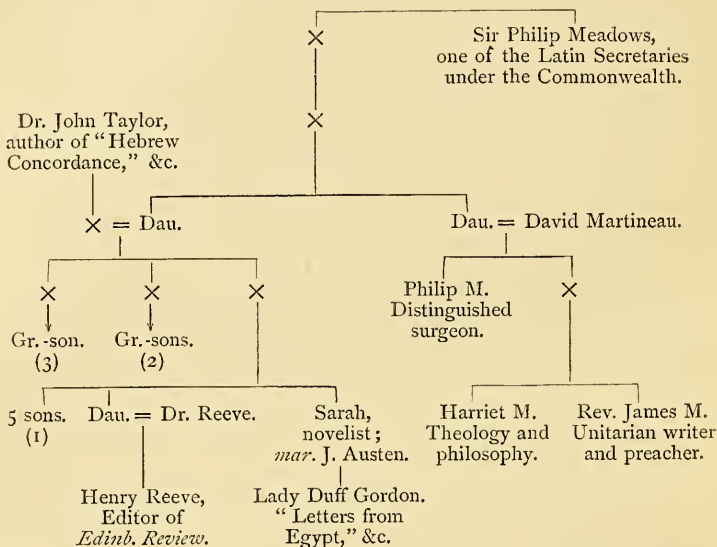 Sir Philip Meadows,
one of the Latin Secretaries
under the Commonwealth.
Dr. John Taylor,
author of "Hebrew
Concordance," &c.
× = Dau.
Dau. = David Martineau.
Philip M.
Distinguished
surgeon.
Gr.-son.
(3)
Gr.-sons.
(2)
5 sons.
(1)
Dau. = Dr. Reeve.
Sarah,
novelist;
mar. J. Austen.
Harriet M.
Theology and
philosophy.
Rev. James M.
Unitarian writer
and preacher.
Henry Reeve,
Editor of
Edinb. Review.
Lady Duff Gordon.
"Letters from
Egypt," &c.